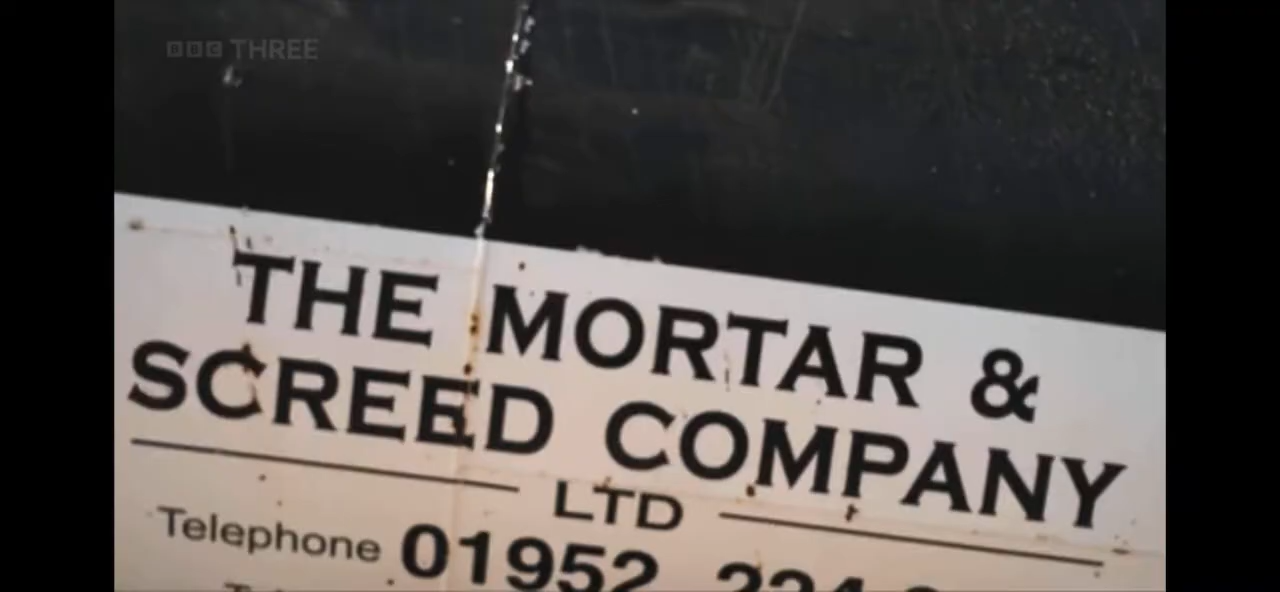 BBC THREE
THE MORTAR &
SCREED COMPANY
LTD
Telephone 01952